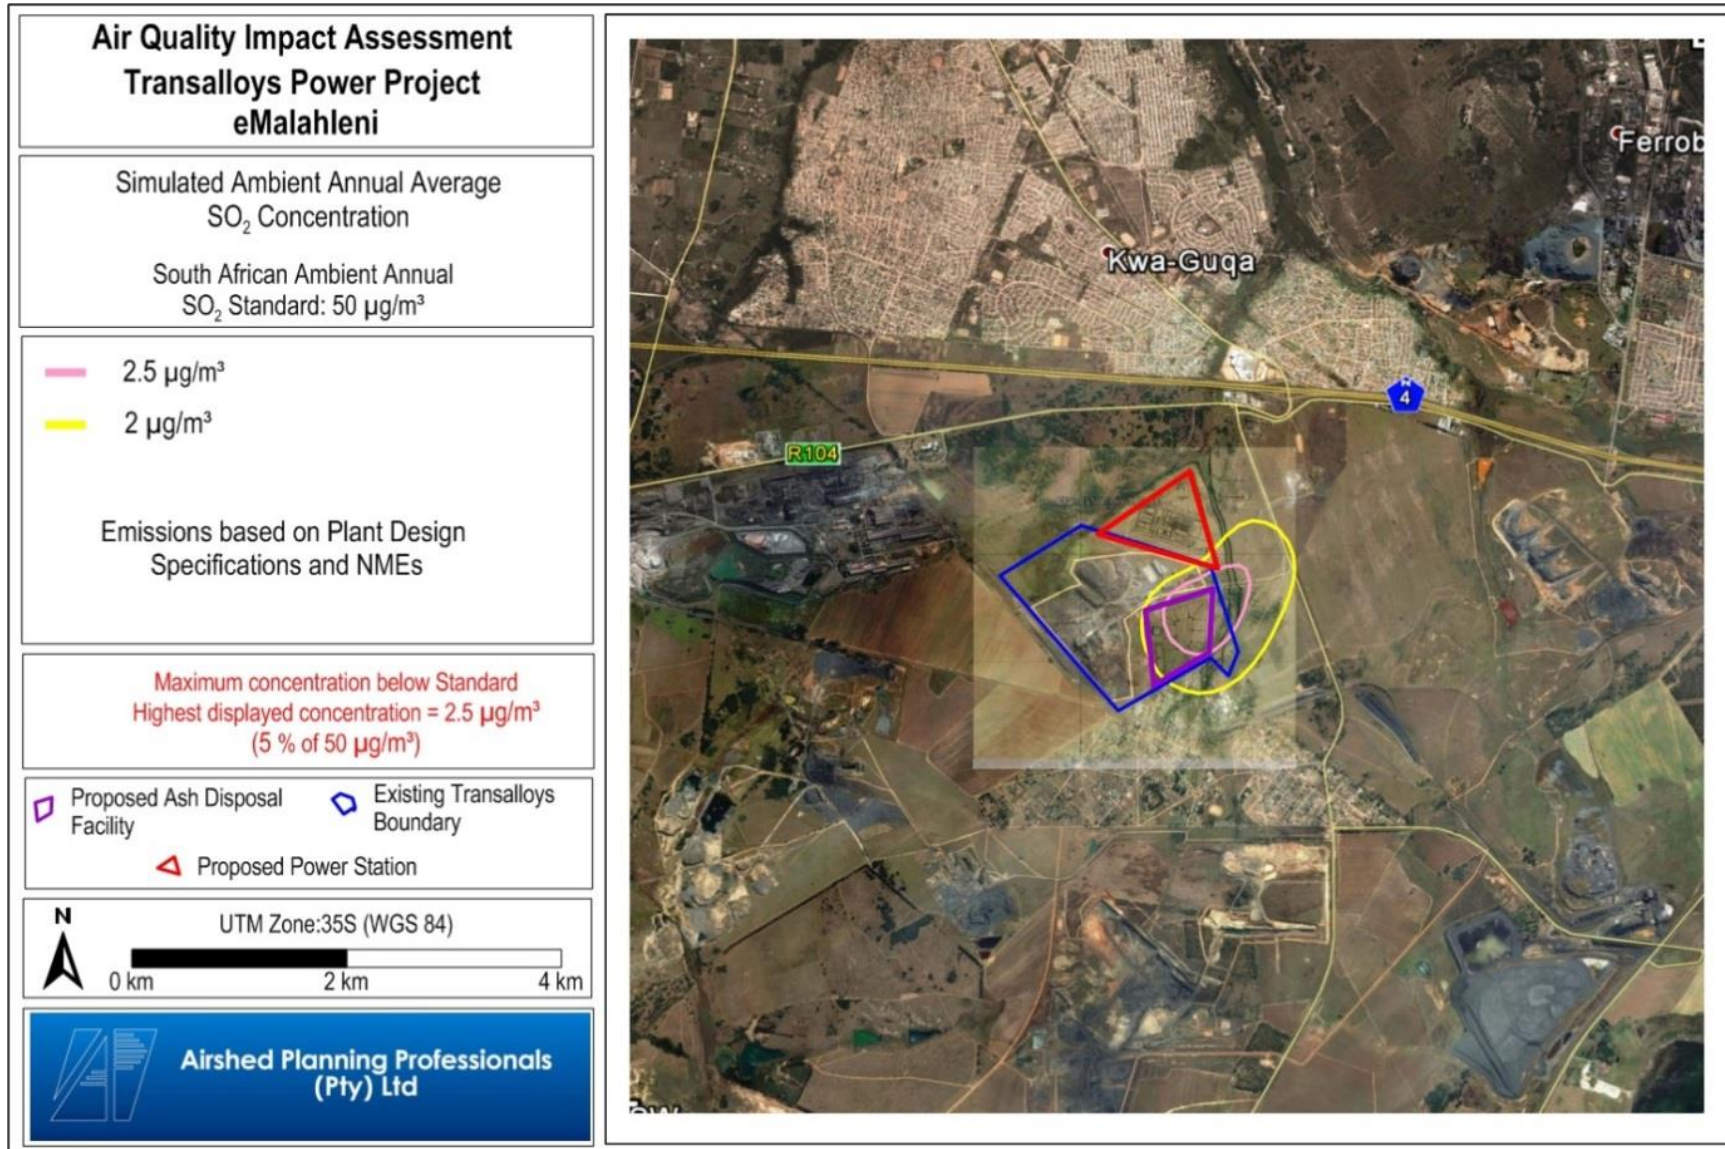 Air Quality Impact Assessment
Transalloys Power Project
eMalahleni
Simulated Ambient Annual Average
SO₂ Concentration
South African Ambient Annual
SO₂ Standard: 50 µg/m³
2.5 µg/m³
2 µg/m³
Emissions based on Plant Design
Specifications and NMEs
Maximum concentration below Standard
Highest displayed concentration = 2.5 µg/m³
(5 % of 50 µg/m³)
Proposed Ash Disposal
Facility
Existing Transalloys
Boundary
Proposed Power Station
N
UTM Zone:35S (WGS 84)
0 km
2 km
4 km
Airshed Planning Professionals
(Pty) Ltd
Ferrob
Kwa-Guqa
N
4
R104